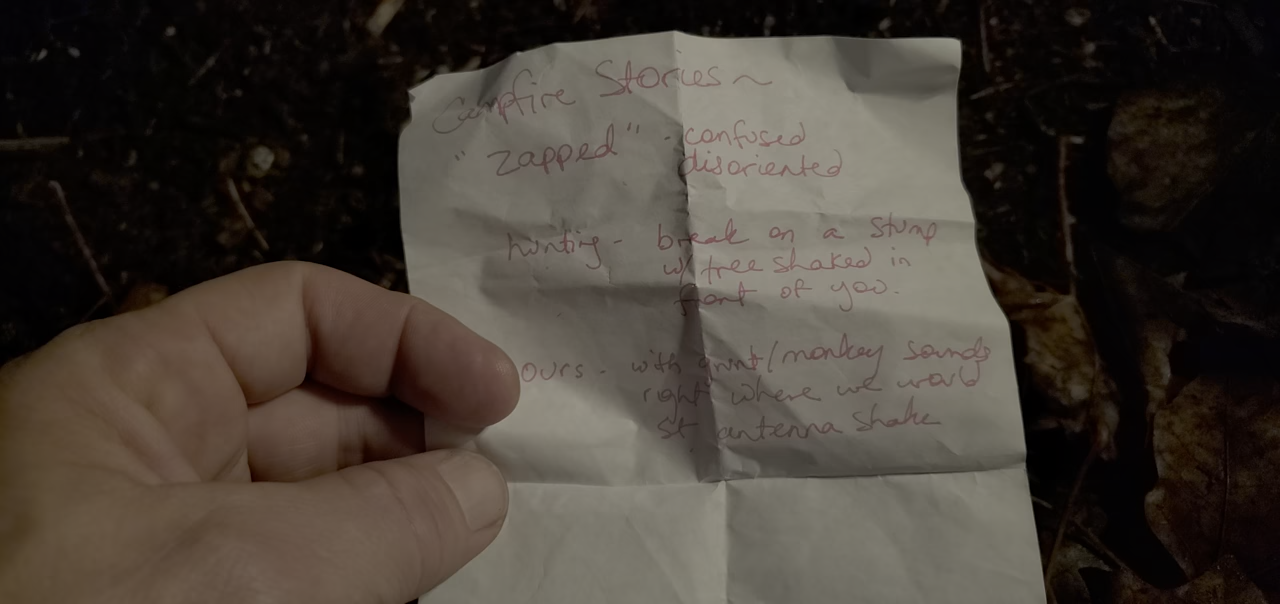 Campfire Stories~
"zapped" - confused
disoriented
hunting - break on a stump
w/ tree shaked in
front of you.
ours - with grunt/monkey sounds
right where we would
antenna shake